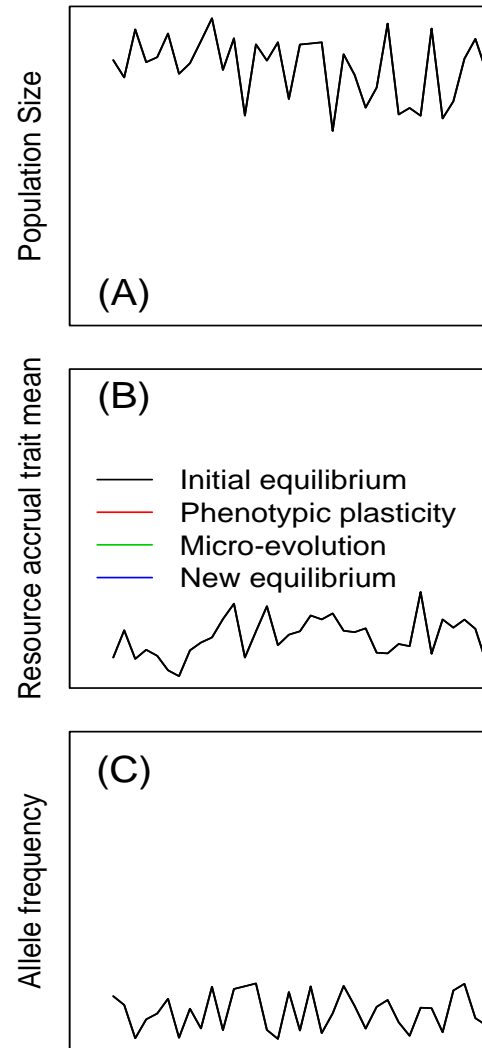 Population Size
(A)
Resource accrual trait mean
(B)
Initial equilibrium
Phenotypic plasticity
Micro-evolution
New equilibrium
Allele frequency
(C)